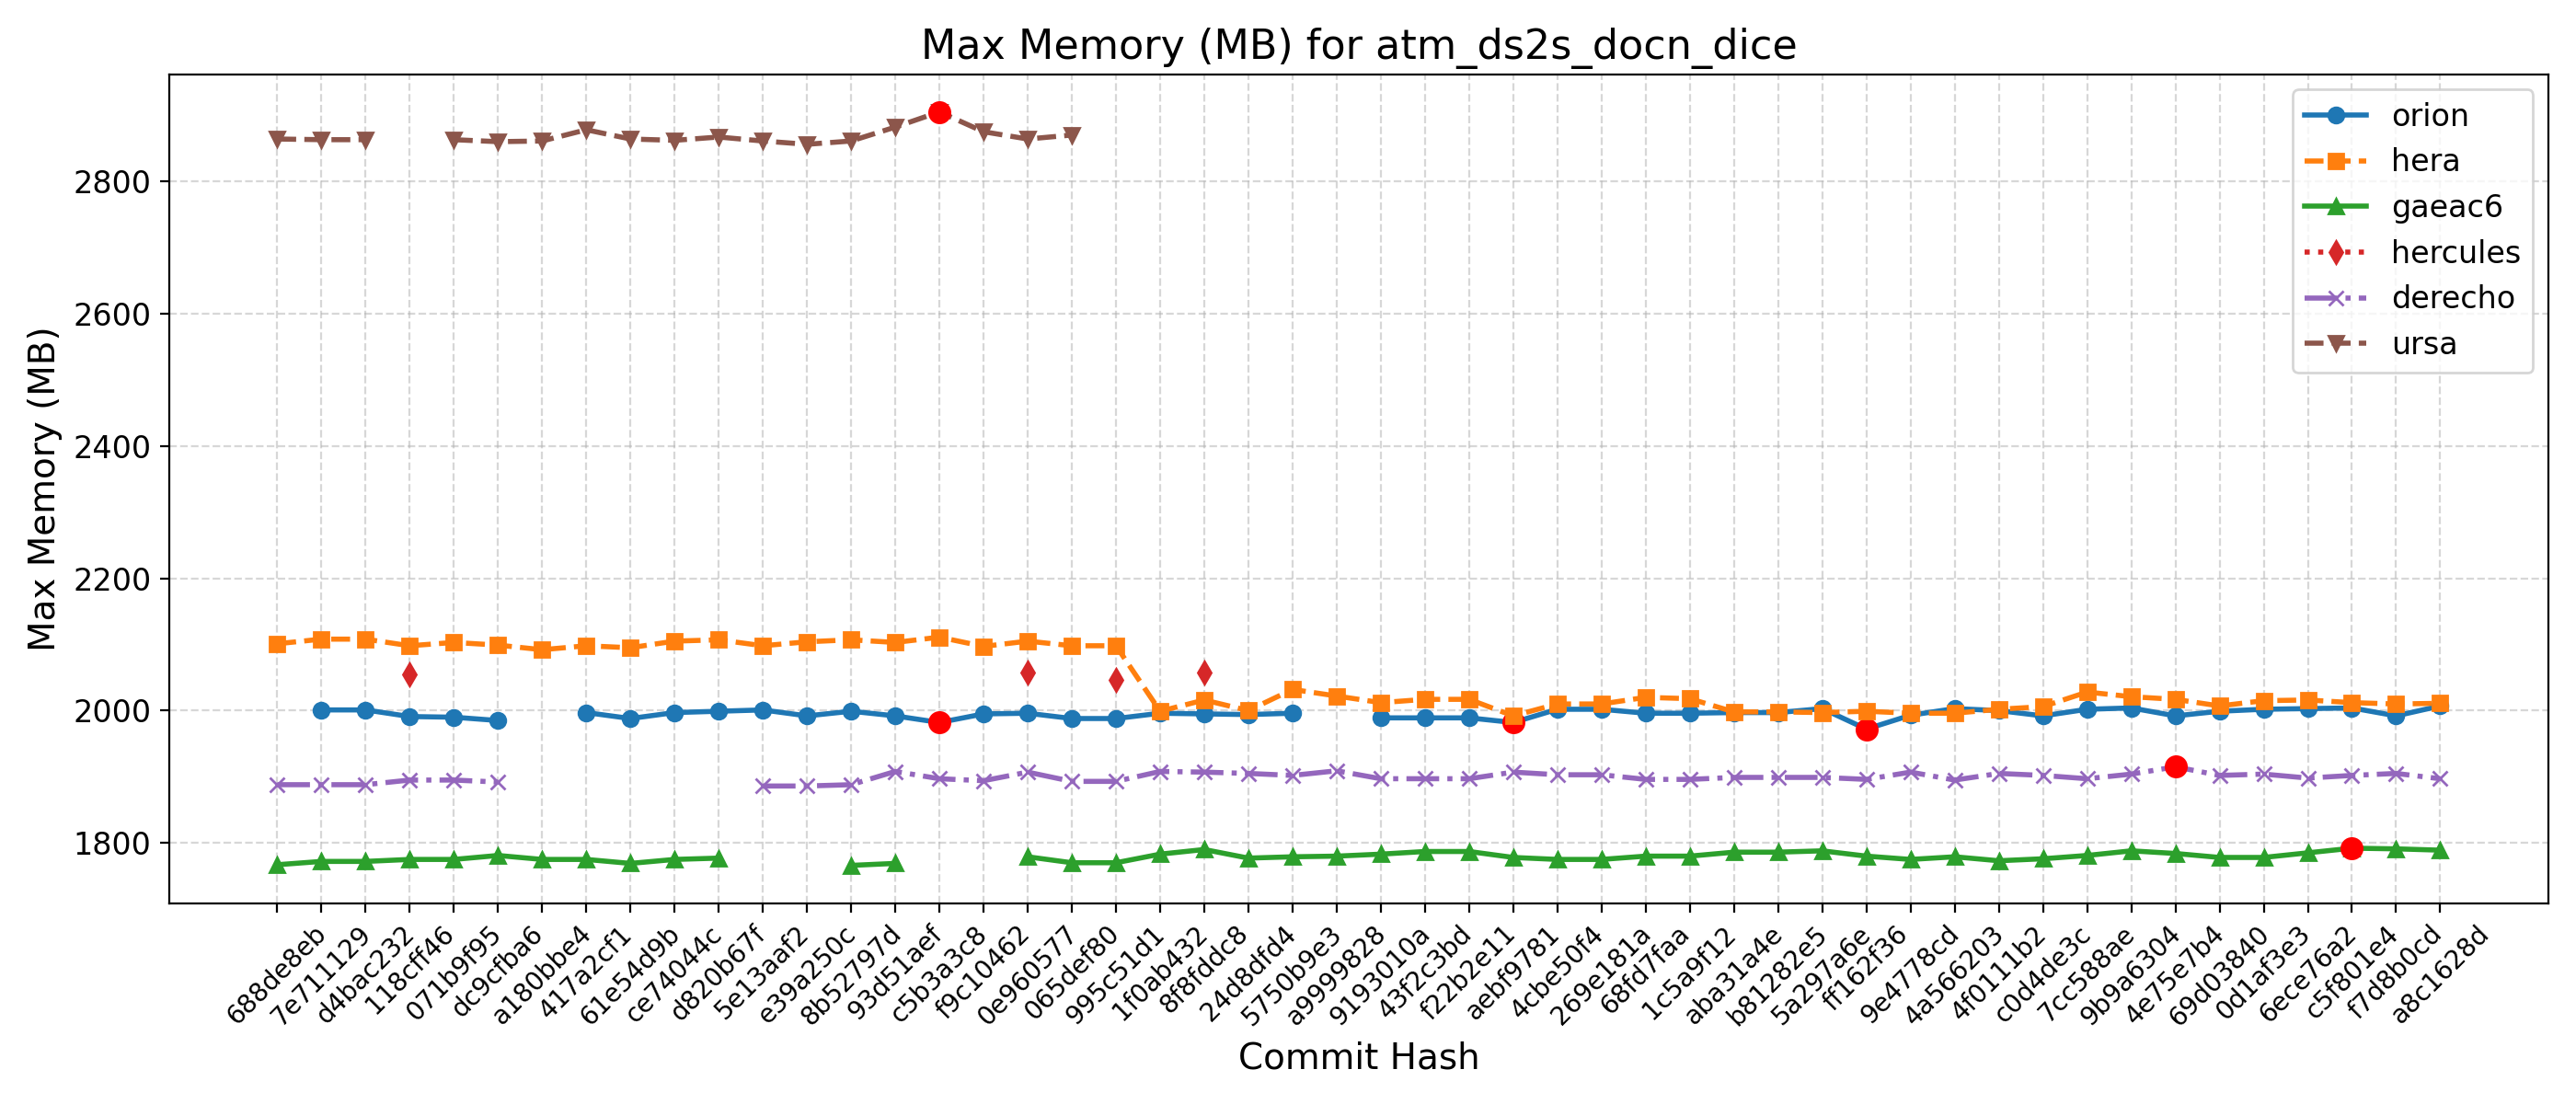 Max Memory (MB) for atm_ds2s_docn_dice
Max Memory (MB)
2800
2600
2400
2200
2000
1800
orion
hera
gaeac6
hercules
derecho
ursa
688de8eb
7e711129
d4bac232
118cff46
071b9f95
dc9cfba6
a180bbe4
417a2cf1
61e54d9b
ce74044c
d820b67f
5e13aaf2
e39a250c
8b52797d
93d51aef
c5b3a3c8
f9c10462
0e960577
065def80
995c51d1
1f0ab432
8f8fddc8
24d8dfd4
5750b9e3
a9999828
9193010a
43f2c3bd
f22b2e11
aebf9781
4cbe50f4
269e181a
68fd7faa
1c5a9f12
aba31a4e
b81282e5
5a297a6e
ff162f36
9e4778cd
4a566203
4f0111b2
c0d4de3c
7cc588ae
9b9a6304
4e75e7b4
69d03840
0d1af3e3
6ece76a2
c5f801e4
f7d8b0cd
a8c1628d
Commit Hash